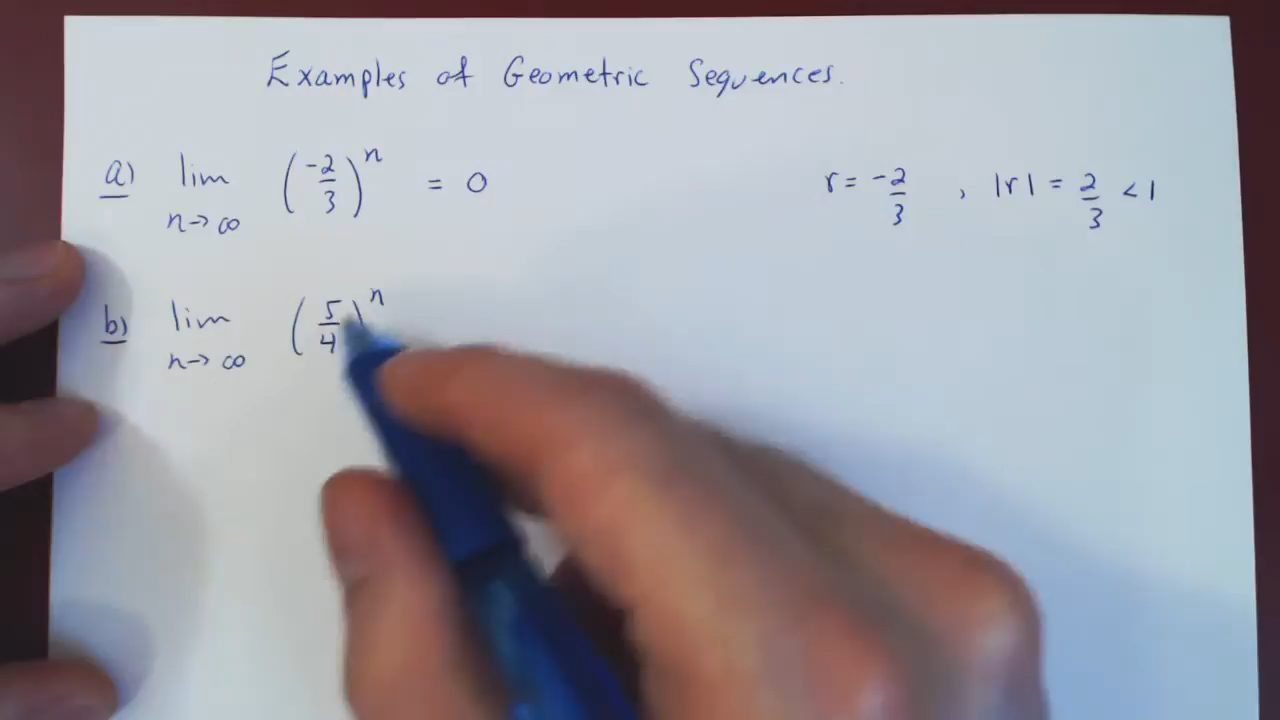 Examples of Geometric Sequences.
a) lim n→∞ (-2/3)^n = 0 r = -2/3 , |r| = 2/3 < 1
b) lim n→∞ (5/4)^n